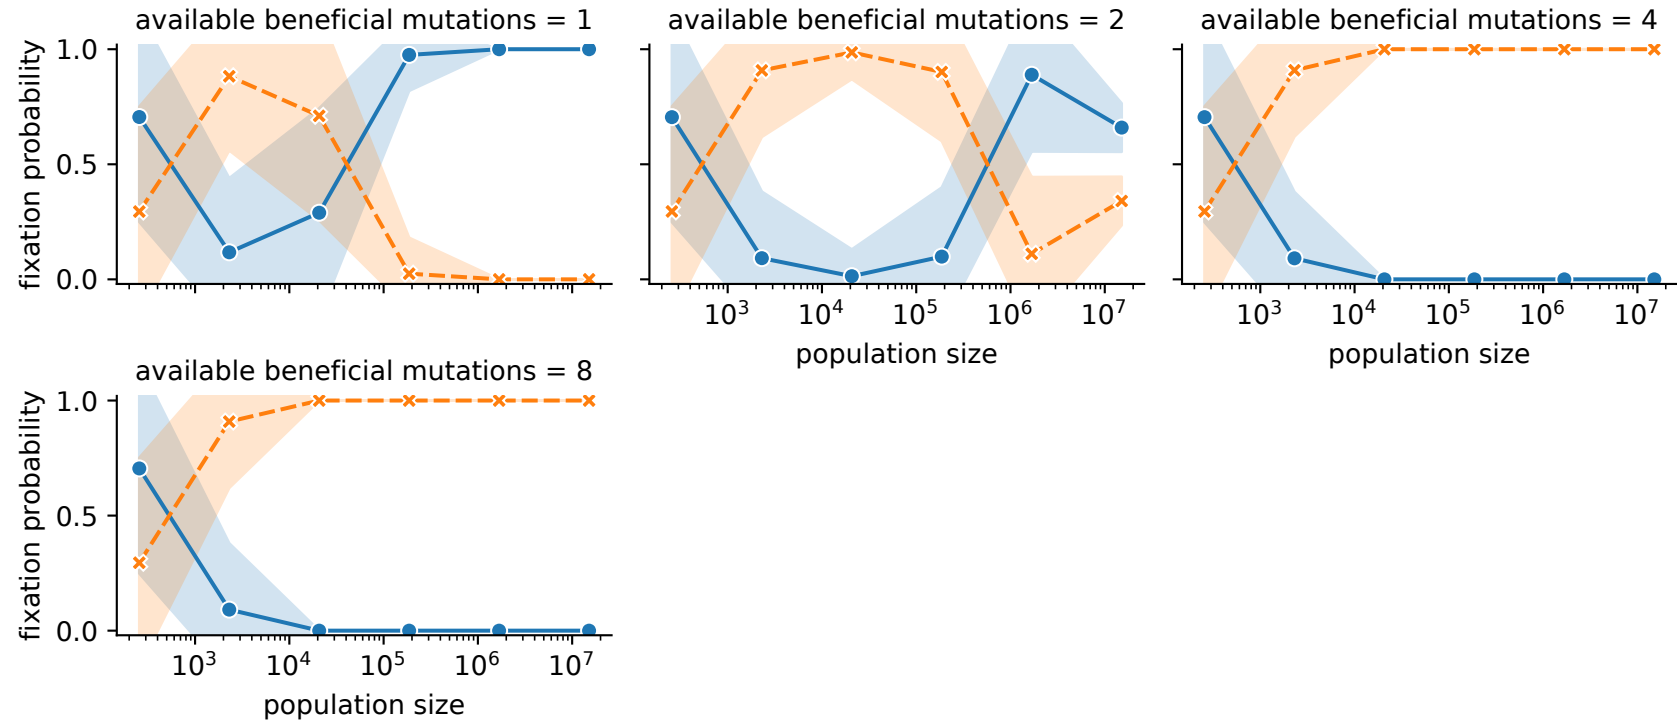 available beneficial mutations = 1
available beneficial mutations = 2
available beneficial mutations = 4
fixation probability
1.0
0.5
0.0
10³ 10⁴ 10⁵ 10⁶ 10⁷
population size
10³ 10⁴ 10⁵ 10⁶ 10⁷
population size
available beneficial mutations = 8
fixation probability
1.0
0.5
0.0
10³ 10⁴ 10⁵ 10⁶ 10⁷
population size